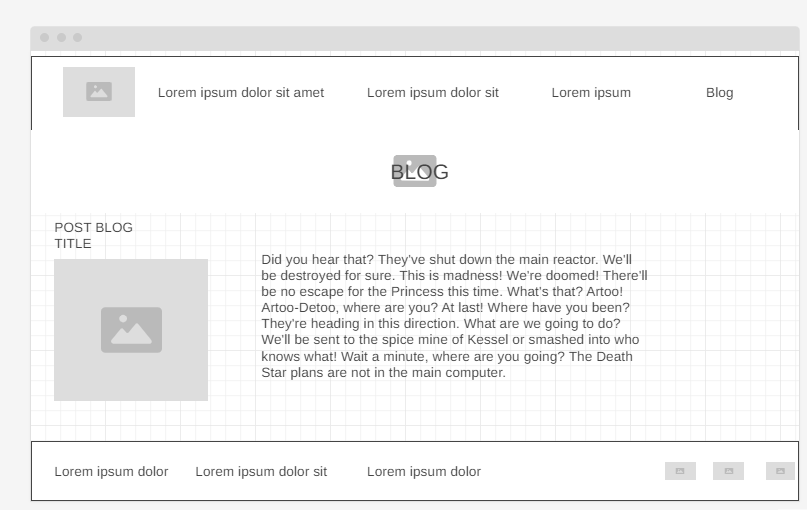 Lorem ipsum dolor sit amet
Lorem ipsum dolor sit
Lorem ipsum
Blog
BLOG
POST BLOG
TITLE
Did you hear that? They've shut down the main reactor. We'll
be destroyed for sure. This is madness! We're doomed! There'll
be no escape for the Princess this time. What's that? Artoo!
Artoo-Detoo, where are you? At last! Where have you been?
They're heading in this direction. What are we going to do?
We'll be sent to the spice mine of Kessel or smashed into who
knows what! Wait a minute, where are you going? The Death
Star plans are not in the main computer.
Lorem ipsum dolor
Lorem ipsum dolor sit
Lorem ipsum dolor